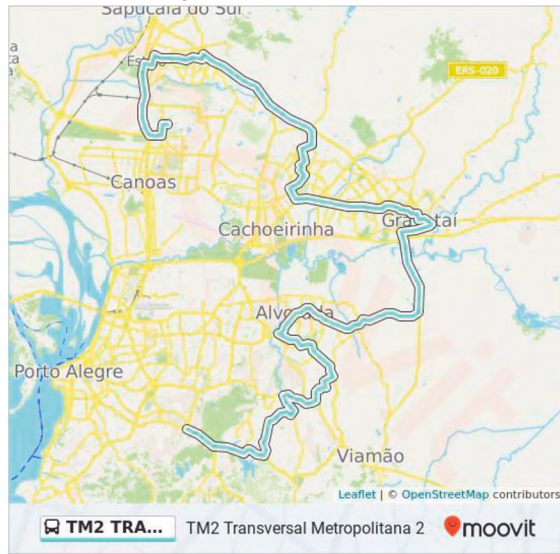 Sapucaia do Sul
ERS-020
Canoas
Cachoeirinha
Alvorada
Porto Alegre
Viamão
Leaflet | © OpenStreetMap contributors
TM2 TRA... TM2 Transversal Metropolitana 2 moovit